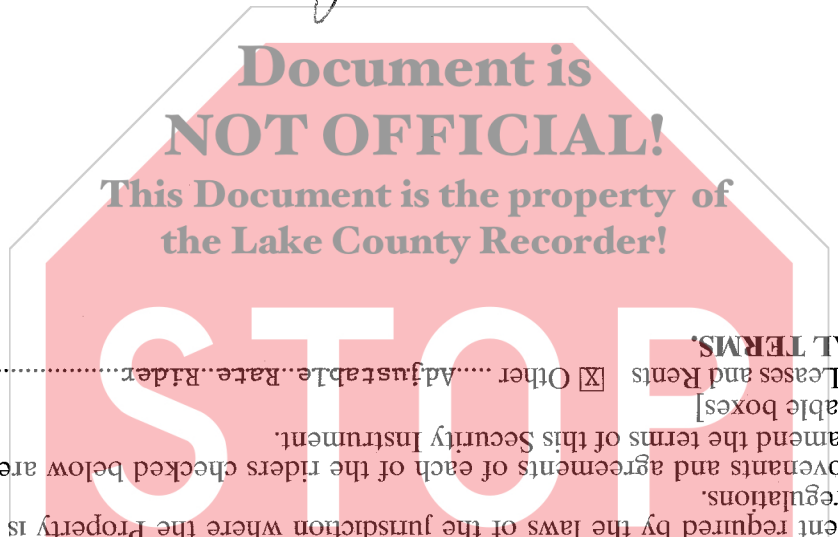 Document is
NOT OFFICIAL!
This Document is the property of
the Lake County Recorder!
STOP
ent required by the laws of the jurisdiction where the Property is
regulations.
ovenants and agreements of each of the riders checked below are
amend the terms of this Security Instrument.
able boxes]
Leases and Rents [X] Other .....Adjustable Rate Rider....................
AL TERMS.